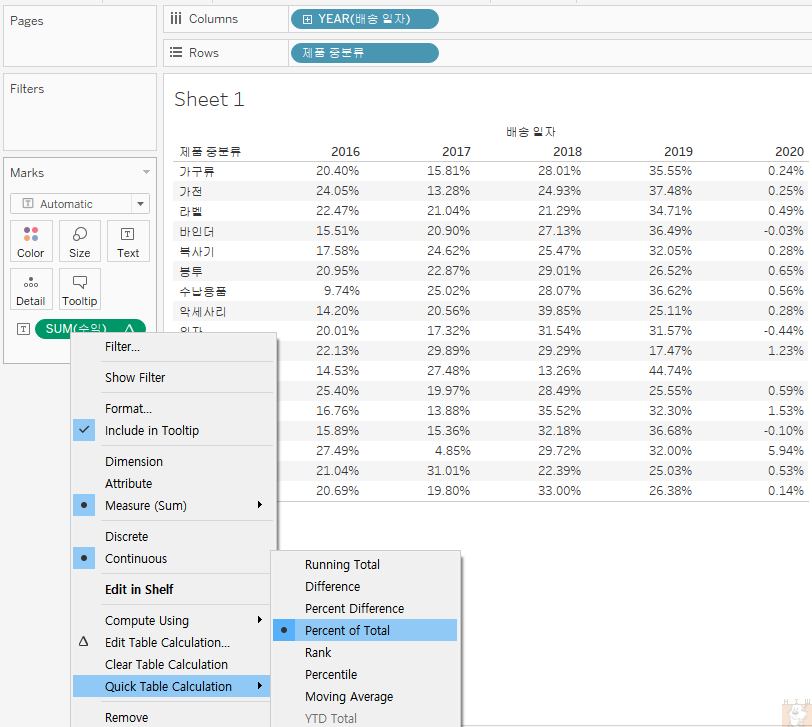 Pages
Columns
YEAR(배송 일자)
Rows
제품 중분류
Filters
Marks
Automatic
Color
Size
Text
Detail
Tooltip
SUM(수익)
Sheet 1
배송 일자
제품 중분류 2016 2017 2018 2019 2020
가구류 20.40% 15.81% 28.01% 35.55% 0.24%
가전 24.05% 13.28% 24.93% 37.48% 0.25%
라벨 22.47% 21.04% 21.29% 34.71% 0.49%
바인더 15.51% 20.90% 27.13% 36.49% -0.03%
복사기 17.58% 24.62% 25.47% 32.05% 0.28%
봉투 20.95% 22.87% 29.01% 26.52% 0.65%
수납용품 9.74% 25.02% 28.07% 36.62% 0.56%
악세사리 14.20% 20.56% 39.85% 25.11% 0.28%
의자 20.01% 17.32% 31.54% 31.57% -0.44%
22.13% 29.89% 29.29% 17.47% 1.23%
14.53% 27.48% 13.26% 44.74%
25.40% 19.97% 28.49% 25.55% 0.59%
16.76% 13.88% 35.52% 32.30% 1.53%
15.89% 15.36% 32.18% 36.68% -0.10%
27.49% 4.85% 29.72% 32.00% 5.94%
21.04% 31.01% 22.39% 25.03% 0.53%
20.69% 19.80% 33.00% 26.38% 0.14%
Filter...
Show Filter
Format...
Include in Tooltip
Dimension
Attribute
Measure (Sum)
Discrete
Continuous
Edit in Shelf
Compute Using
Edit Table Calculation...
Clear Table Calculation
Quick Table Calculation
Remove
Running Total
Difference
Percent Difference
Percent of Total
Rank
Percentile
Moving Average
YTD Total